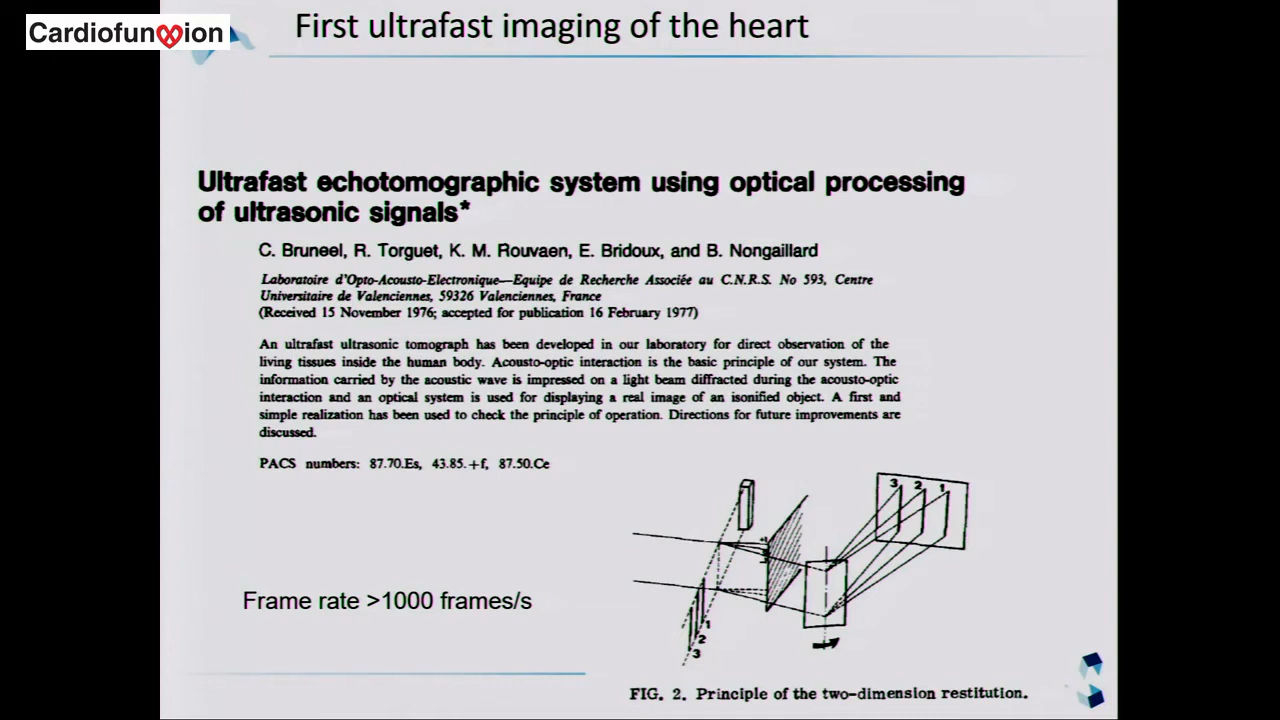 Cardiofunion
First ultrafast imaging of the heart
Ultrafast echotomographic system using optical processing
of ultrasonic signals*
C. Bruneel, R. Torguet, K. M. Rouvaen, E. Bridoux, and B. Nongaillard
Laboratoire d'Opto-Acousto-Electronique—Equipe de Recherche Associée au C.N.R.S. No 593, Centre
Universitaire de Valenciennes, 59326 Valenciennes, France
(Received 15 November 1976; accepted for publication 16 February 1977)
An ultrafast ultrasonic tomograph has been developed in our laboratory for direct observation of the
living tissues inside the human body. Acousto-optic interaction is the basic principle of our system. The
information carried by the acoustic wave is impressed on a light beam diffracted during the acousto-optic
interaction and an optical system is used for displaying a real image of an isonified object. A first and
simple realization has been used to check the principle of operation. Directions for future improvements are
discussed.
PACS numbers: 87.70.Es, 43.85.+f, 87.50.Ce
3 2 1
1
2
3
Frame rate >1000 frames/s
FIG. 2. Principle of the two-dimension restitution.